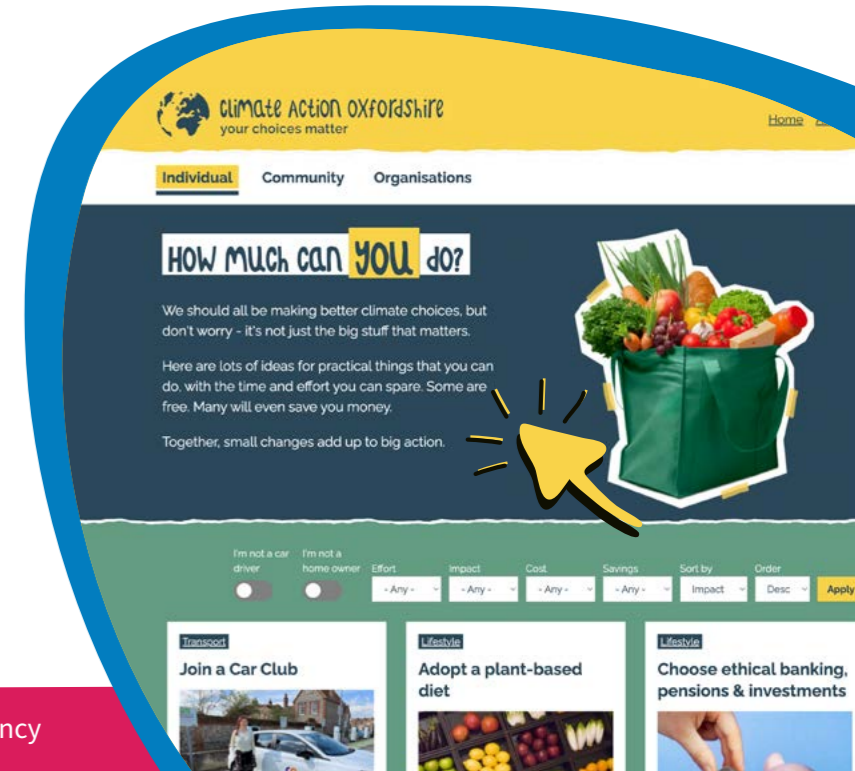 climate action oxfordshire
your choices matter
Home
Individual Community Organisations
How much can you do?
We should all be making better climate choices, but
don't worry - it's not just the big stuff that matters.
Here are lots of ideas for practical things that you can
do, with the time and effort you can spare. Some are
free. Many will even save you money.
Together, small changes add up to big action.
I'm not a car
driver
I'm not a
home owner
Effort Impact Cost Savings Sort by Order
- Any - - Any - - Any - - Any - Impact Desc Apply
Transport
Join a Car Club
Lifestyle
Adopt a plant-based
diet
Lifestyle
Choose ethical banking,
pensions & investments
ncy